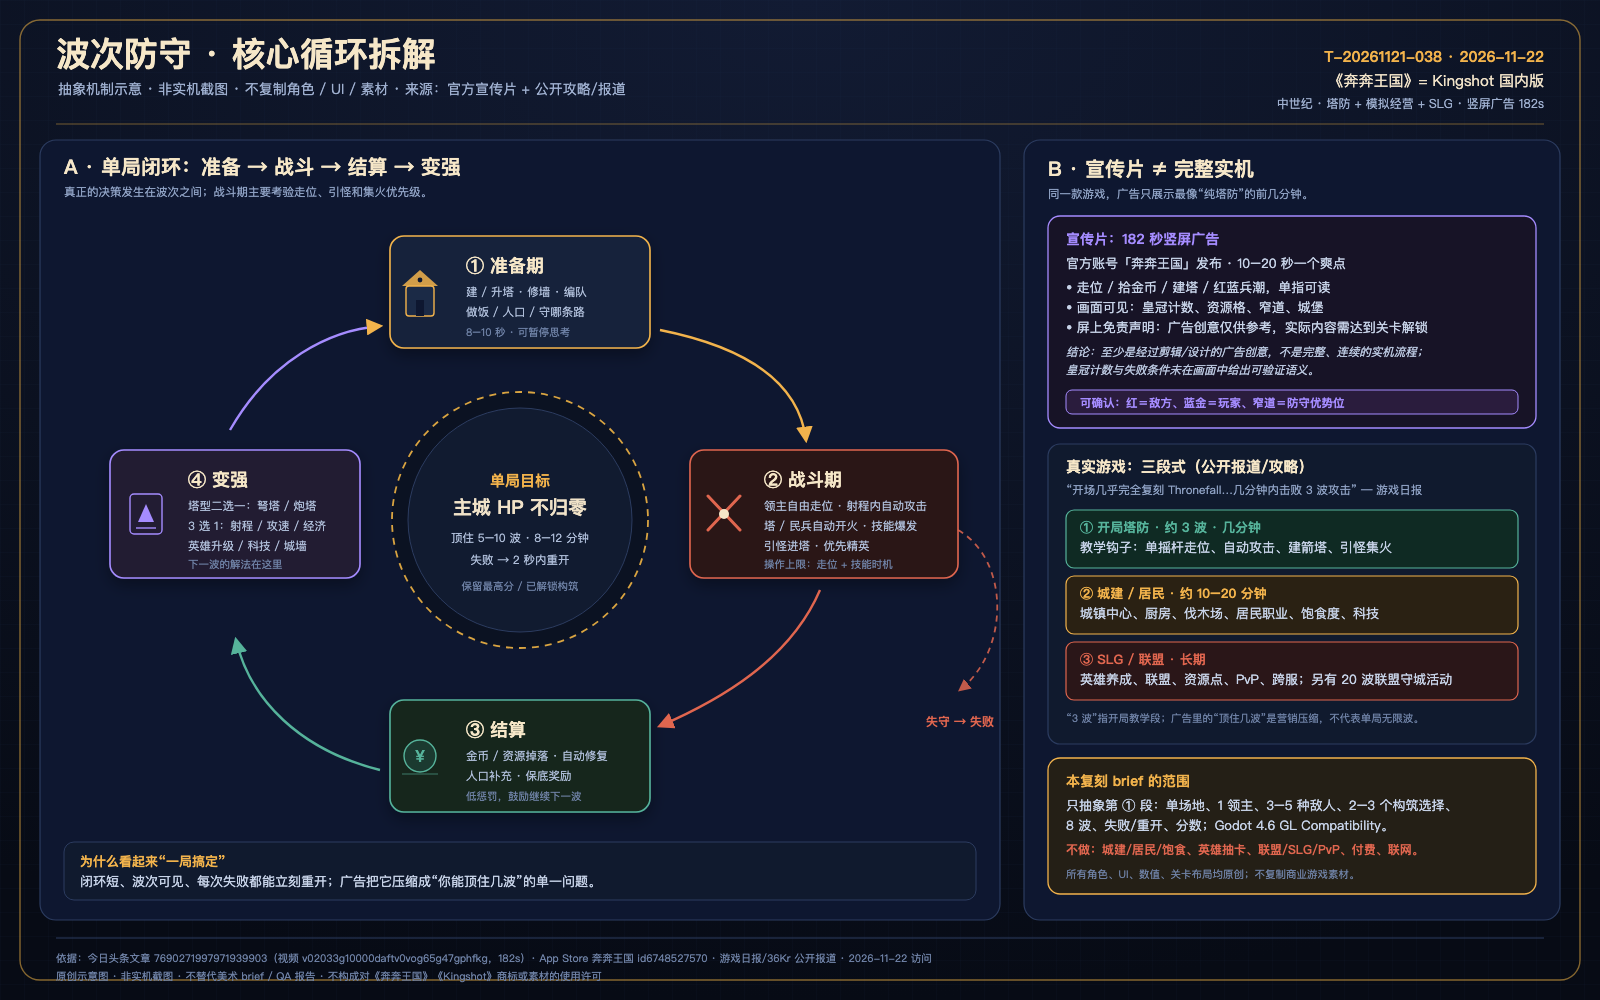 波次防守 · 核心循环拆解
抽象机制示意 · 非实机截图 · 不复制角色 / UI / 素材 · 来源：官方宣传片 + 公开攻略/报道
T-20261121-038 · 2026-11-22
《奔奔王国》= Kingshot 国内版
中世纪 · 塔防 + 模拟经营 + SLG · 竖屏广告 182s
A · 单局闭环：准备 → 战斗 → 结算 → 变强
真正的决策发生在波次之间；战斗期主要考验走位、引怪和集火优先级。
① 准备期
建 / 升塔 · 修墙 · 编队
做饭 / 人口 / 守哪条路
8–10 秒 · 可暂停思考
④ 变强
塔型二选一：弩塔 / 炮塔
3 选 1：射程 / 攻速 / 经济
英雄升级 / 科技 / 城墙
下一波的解法在这里
单局目标
主城 HP 不归零
顶住 5–10 波 · 8–12 分钟
失败 → 2 秒内重开
保留最高分 / 已解锁构筑
② 战斗期
领主自由走位 · 射程内自动攻击
塔 / 民兵自动开火 · 技能爆发
引怪进塔 · 优先精英
操作上限：走位 + 技能时机
失守 → 失败
③ 结算
¥
金币 / 资源掉落 · 自动修复
人口补充 · 保底奖励
低惩罚，鼓励继续下一波
为什么看起来“一局搞定”
闭环短、波次可见、每次失败都能立刻重开；广告把它压缩成“你能顶住几波”的单一问题。
B · 宣传片 ≠ 完整实机
同一款游戏，广告只展示最像“纯塔防”的前几分钟。
宣传片：182 秒竖屏广告
官方账号「奔奔王国」发布 · 10–20 秒一个爽点
• 走位 / 拾金币 / 建塔 / 红蓝兵潮，单指可读
• 画面可见：皇冠计数、资源格、窄道、城堡
• 屏上免责声明：广告创意仅供参考，实际内容需达到关卡解锁
结论：至少是经过剪辑/设计的广告创意，不是完整、连续的实机流程；
皇冠计数与失败条件未在画面中给出可验证语义。
可确认：红=敌方、蓝金=玩家、窄道=防守优势位
真实游戏：三段式（公开报道/攻略）
“开场几乎完全复刻 Thronefall...几分钟内击败 3 波攻击” — 游戏日报
① 开局塔防 · 约 3 波 · 几分钟
教学钩子：单摇杆走位、自动攻击、建箭塔、引怪集火
② 城建 / 居民 · 约 10–20 分钟
城镇中心、厨房、伐木场、居民职业、饱食度、科技
③ SLG / 联盟 · 长期
英雄养成、联盟、资源点、PvP、跨服；另有 20 波联盟守城活动
“3 波”指开局教学段；广告里的“顶住几波”是营销压缩，不代表单局无限波。
本复刻 brief 的范围
只抽象第 ① 段：单场地、1 领主、3–5 种敌人、2–3 个构筑选择、
8 波、失败/重开、分数；Godot 4.6 GL Compatibility。
不做：城建/居民/饱食、英雄抽卡、联盟/SLG/PvP、付费、联网。
所有角色、UI、数值、关卡布局均原创；不复制商业游戏素材。
依据：今日头条文章 7690271997971939903（视频 v02033g10000daftv0vog65g47gphfkg，182s）· App Store 奔奔王国 id6748527570 · 游戏日报/36Kr 公开报道 · 2026-11-22 访问
原创示意图 · 非实机截图 · 不替代美术 brief / QA 报告 · 不构成对《奔奔王国》《Kingshot》商标或素材的使用许可